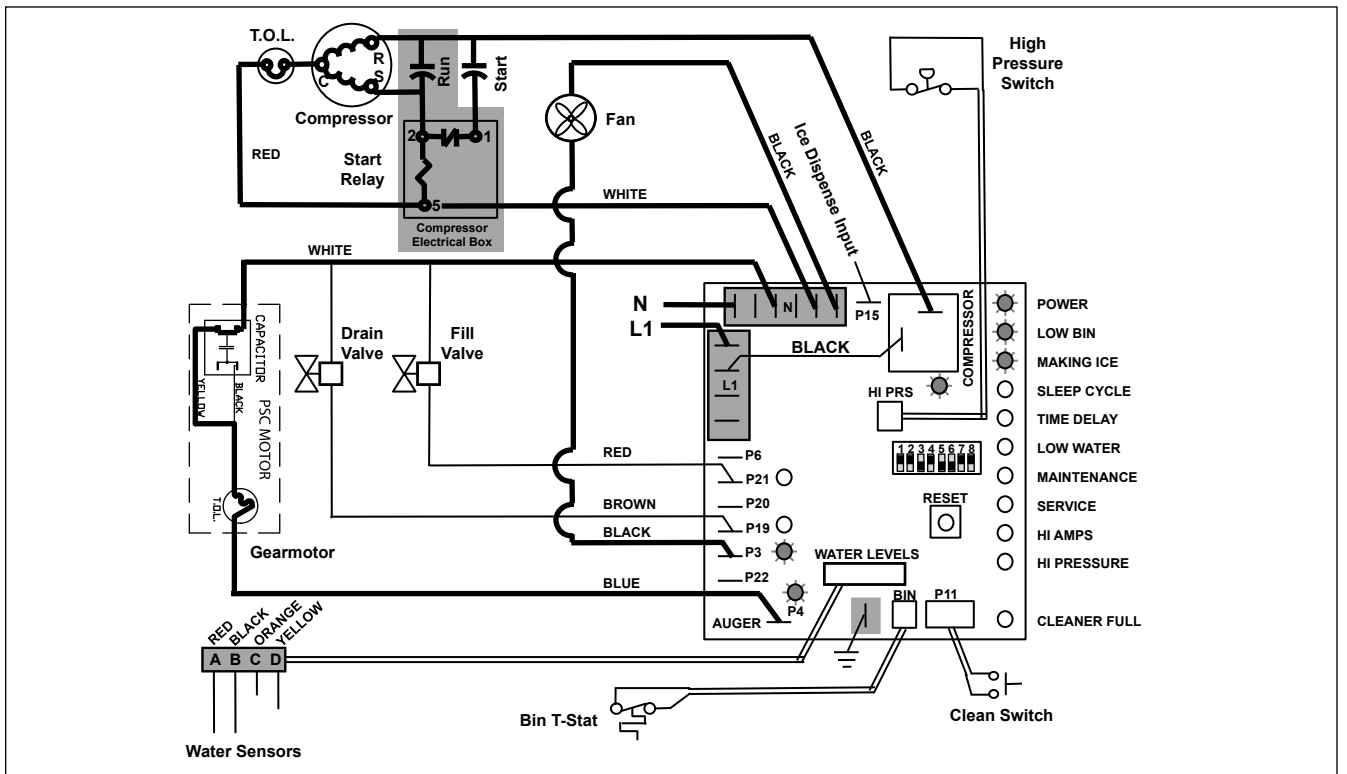 T.O.L.
R
S
C
Compressor
Run
Start
RED
Start
Relay
2
1
5
Compressor
Electrical Box
WHITE
Fan
BLACK
Ice Dispense Input
BLACK
High
Pressure
Switch
WHITE
CAPACITOR
YELLOW
BLACK
PSC MOTOR
T.O.L.
Gearmotor
Drain
Valve
Fill
Valve
N
L1
N
P15
L1
BLACK
COMPRESSOR
HI PRS
1 2 3 4 5 6 7 8
RESET
POWER
LOW BIN
MAKING ICE
SLEEP CYCLE
TIME DELAY
LOW WATER
MAINTENANCE
SERVICE
HI AMPS
HI PRESSURE
CLEANER FULL
RED
BROWN
BLACK
BLUE
P6
P21
P20
P19
P3
P22
P4
AUGER
WATER LEVELS
BIN
P11
RED
BLACK
ORANGE
YELLOW
A B C D
Water Sensors
Bin T-Stat
Clean Switch